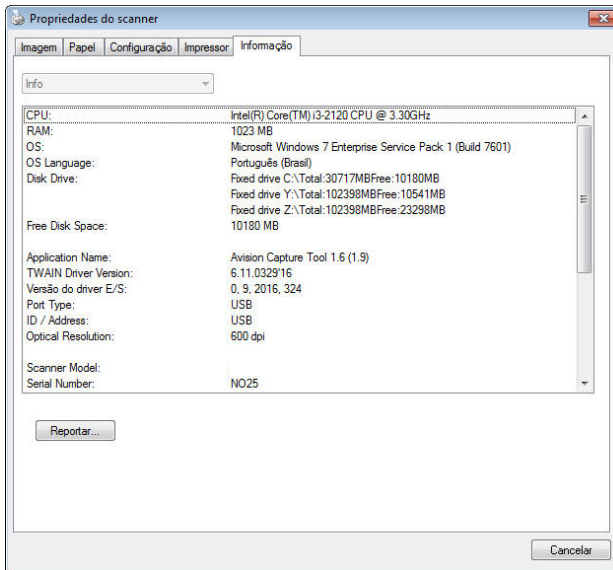 Propriedades do scanner
Imagem Papel Configuração Impressor Informação
Info
CPU: Intel(R) Core(TM) i3-2120 CPU @ 3.30GHz
RAM: 1023 MB
OS: Microsoft Windows 7 Enterprise Service Pack 1 (Build 7601)
OS Language: Português (Brasil)
Disk Drive: Fixed drive C:\Total:30717MBFree:10180MB
Fixed drive Y:\Total:102398MBFree:10541MB
Fixed drive Z:\Total:102398MBFree:23298MB
Free Disk Space: 10180 MB
Application Name: Avision Capture Tool 1.6 (1.9)
TWAIN Driver Version: 6.11.0329'16
Versão do driver E/S: 0, 9, 2016, 324
Port Type: USB
ID / Address: USB
Optical Resolution: 600 dpi
Scanner Model:
Serial Number: NO25
Reportar...
Cancelar